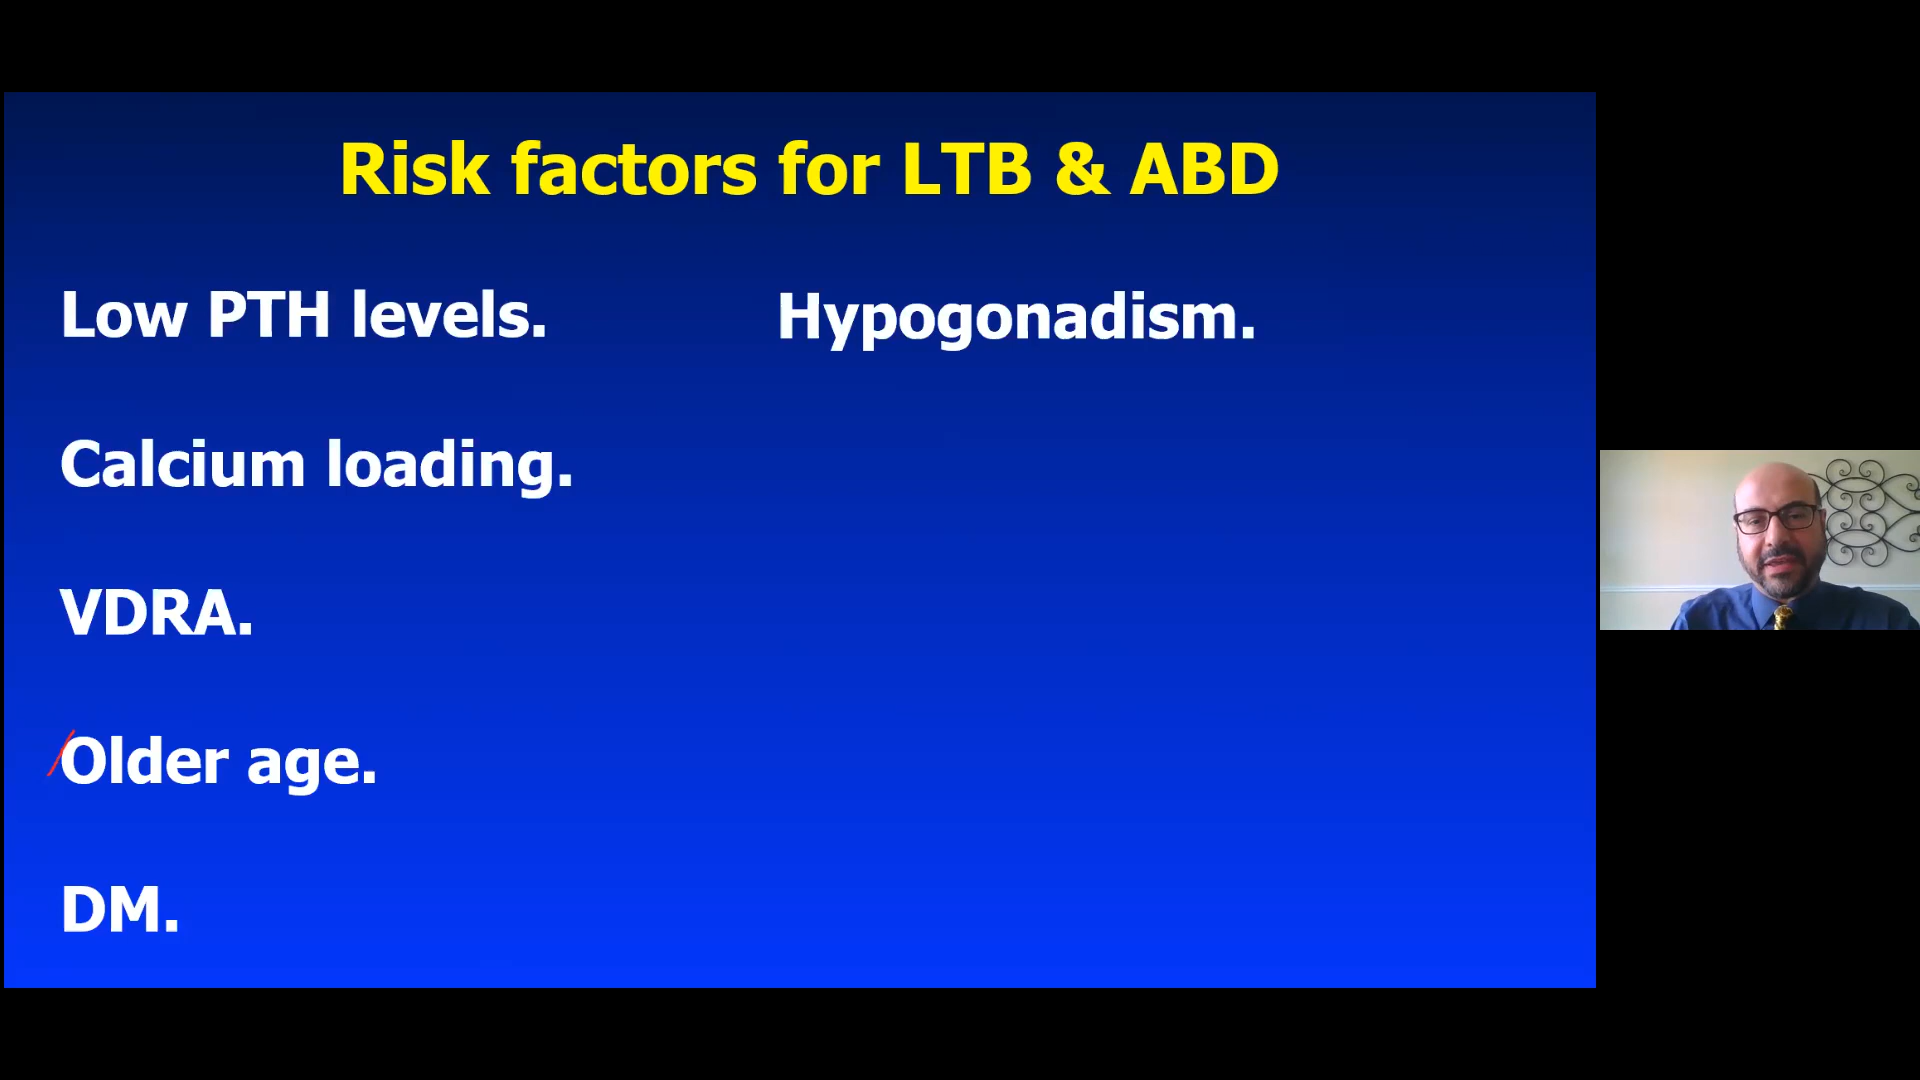 Risk factors for LTB & ABD
Low PTH levels.
Calcium loading.
VDRA.
Older age.
DM.
Hypogonadism.